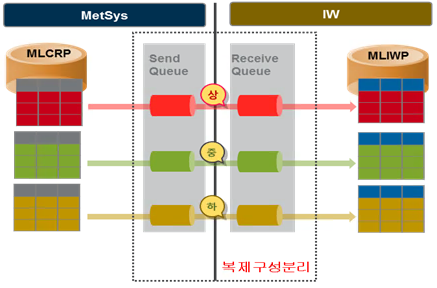 MetSys
IW
MLCRP
Send
Queue
Receive
Queue
MLIWP
상
중
하
복제구성분리